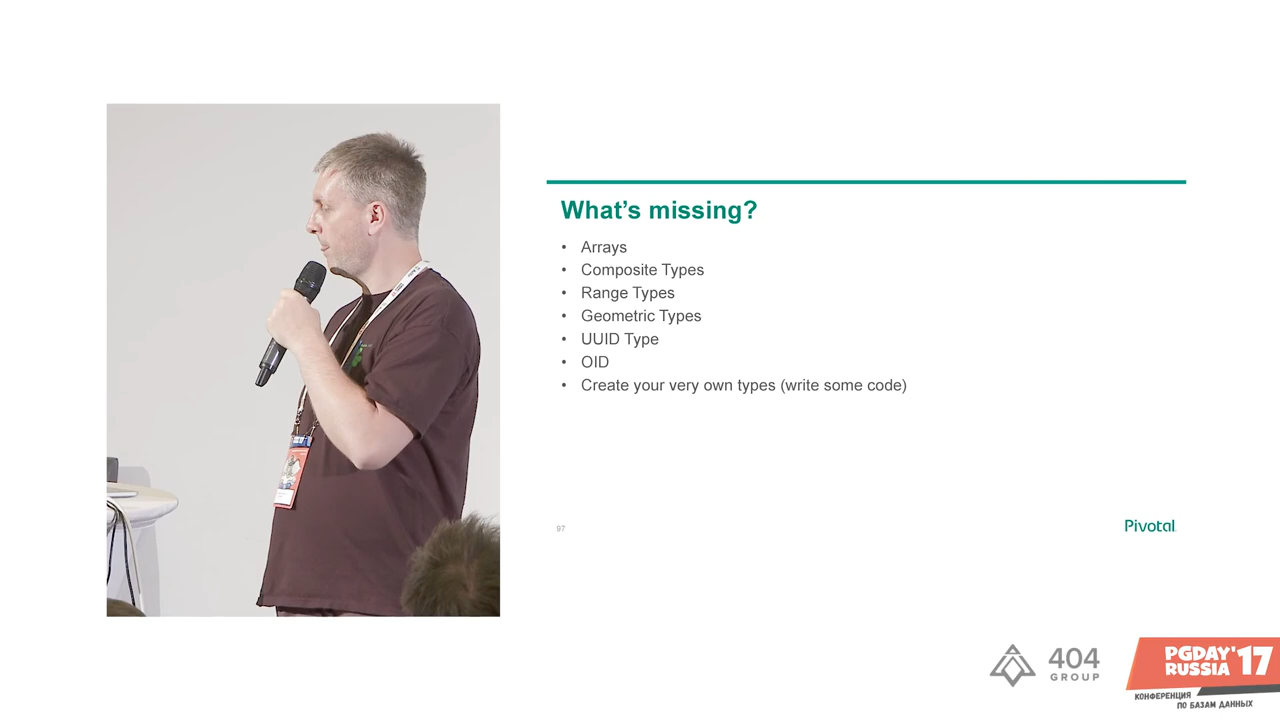 What's missing?
• Arrays
• Composite Types
• Range Types
• Geometric Types
• UUID Type
• OID
• Create your very own types (write some code)
97
Pivotal
404
GROUP
PGDAY'17
RUSSIA
КОНФЕРЕНЦИЯ
ПО БАЗАМ ДАННЫХ